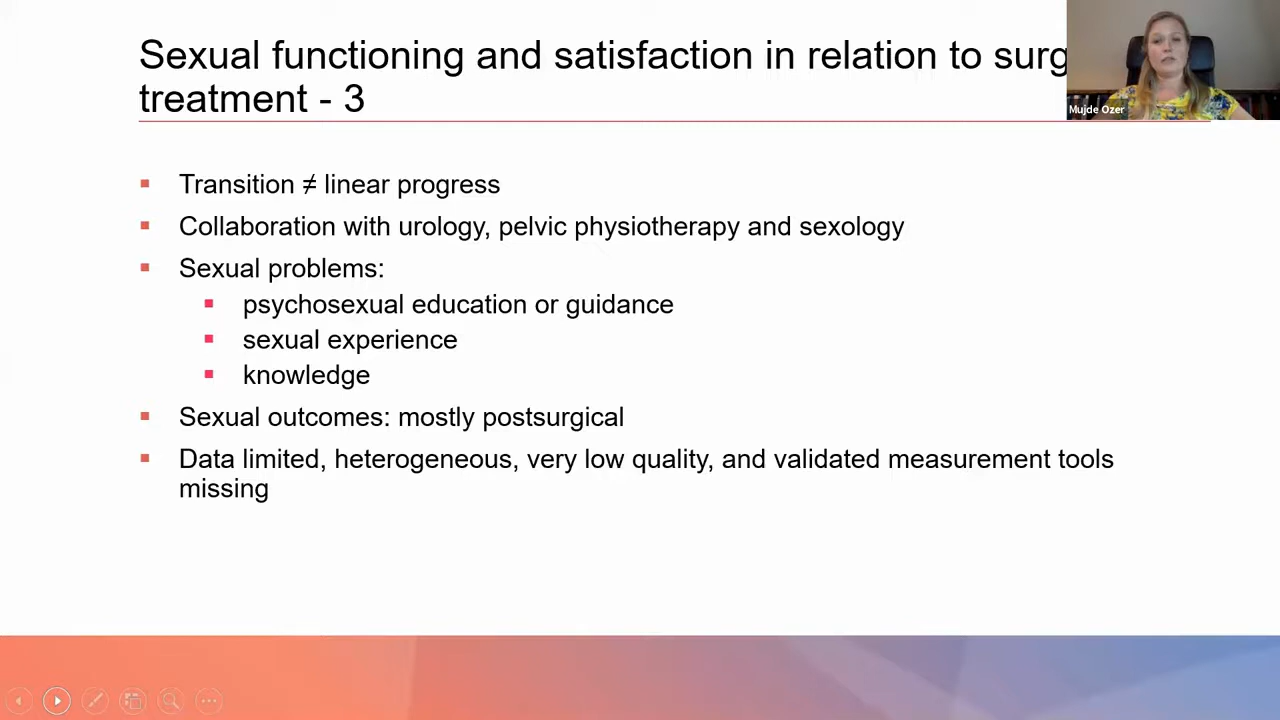 Sexual functioning and satisfaction in relation to surg
treatment - 3
Mujde Ozer
Transition ≠ linear progress
Collaboration with urology, pelvic physiotherapy and sexology
Sexual problems:
psychosexual education or guidance
sexual experience
knowledge
Sexual outcomes: mostly postsurgical
Data limited, heterogeneous, very low quality, and validated measurement tools
missing